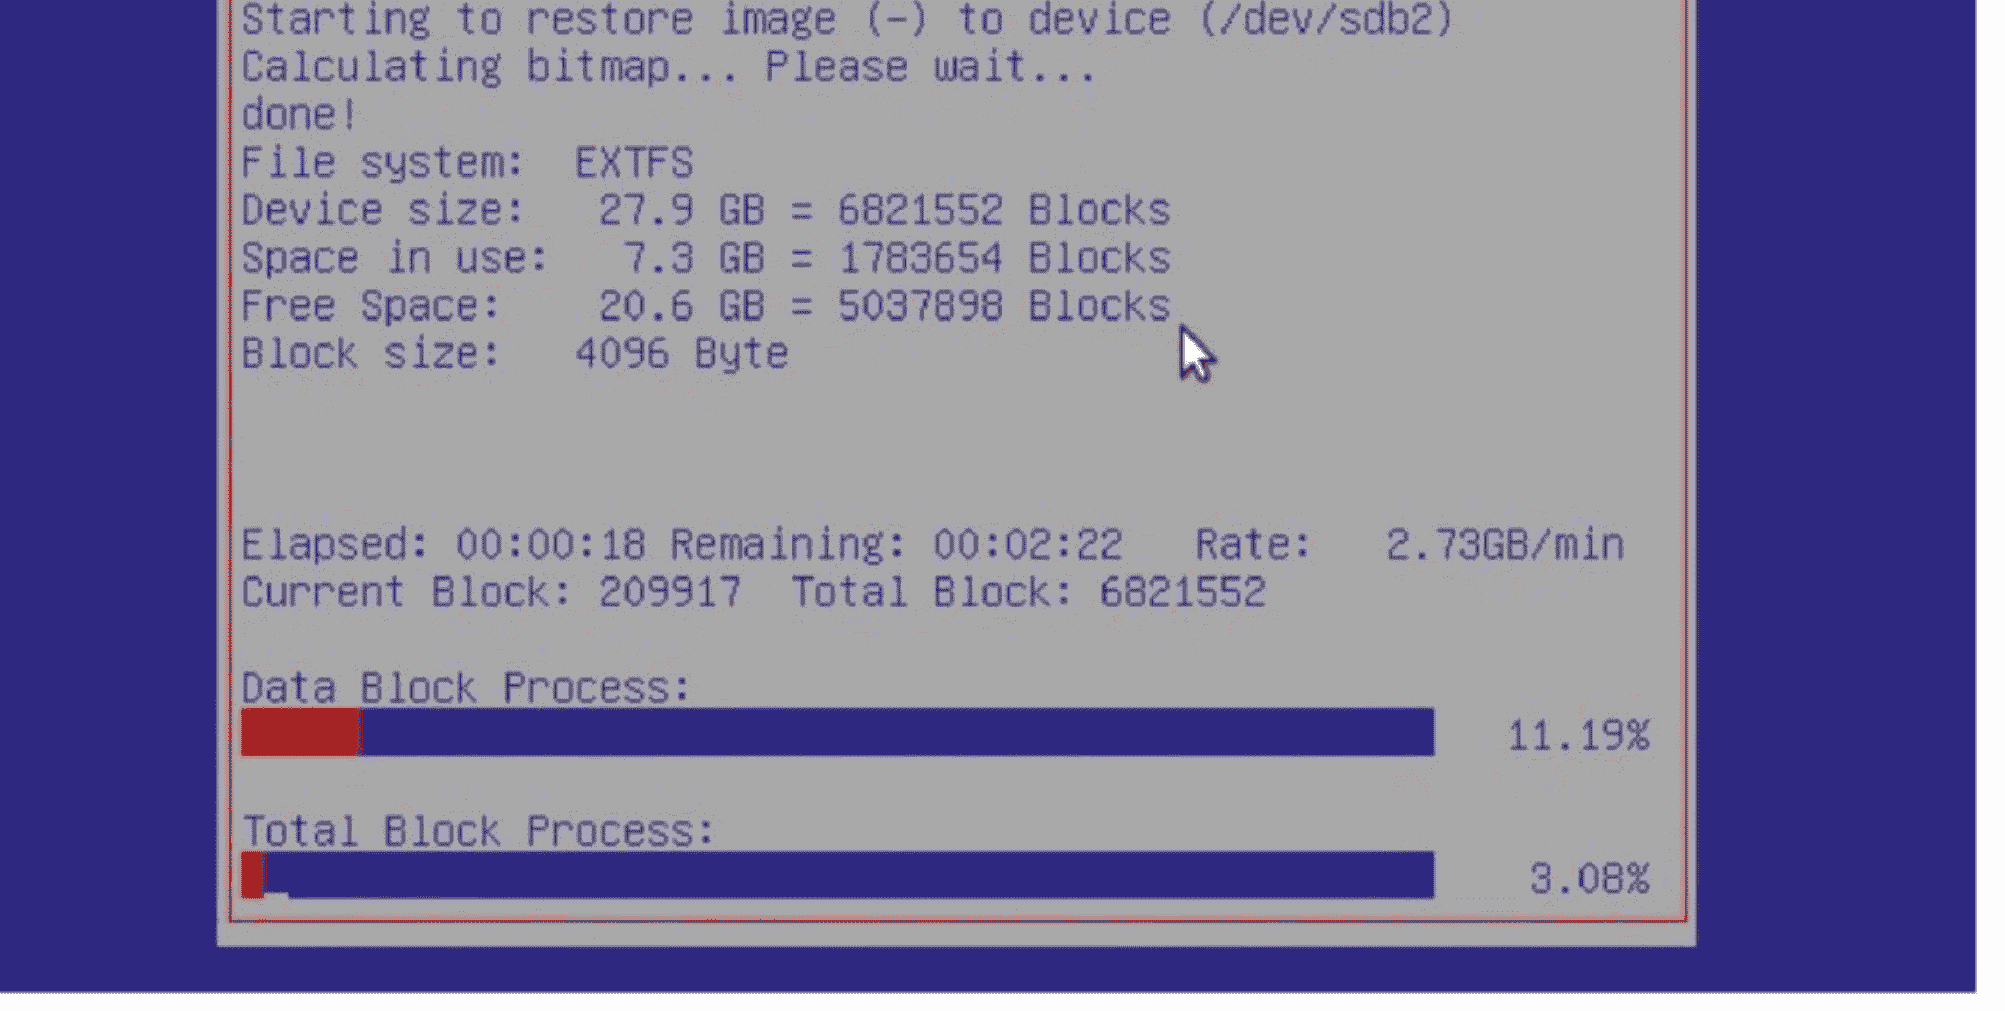 Starting to restore image (-) to device (/dev/sdb2)
Calculating bitmap... Please wait...
done!
File system: EXTFS
Device size: 27.9 GB = 6821552 Blocks
Space in use: 7.3 GB = 1783654 Blocks
Free Space: 20.6 GB = 5037898 Blocks
Block size: 4096 Byte
Elapsed: 00:00:18 Remaining: 00:02:22 Rate: 2.73GB/min
Current Block: 209917 Total Block: 6821552
Data Block Process:
11.19%
Total Block Process:
3.08%